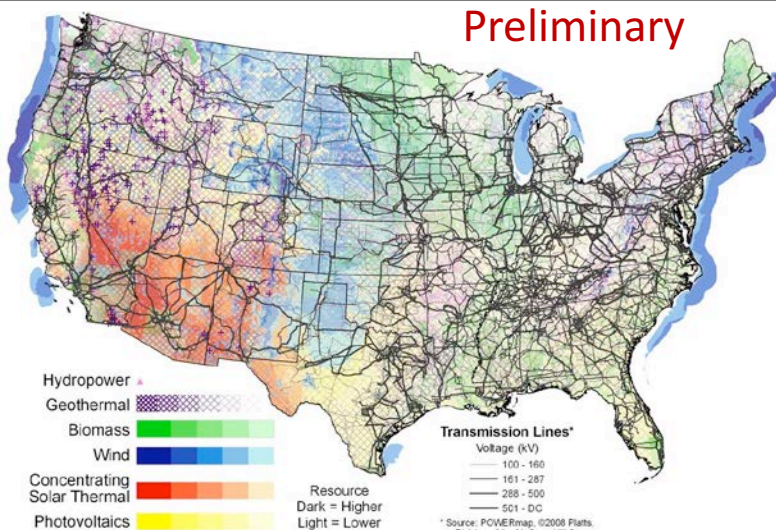 Preliminary
Hydropower
Geothermal
Biomass
Wind
Concentrating
Solar Thermal
Photovoltaics
Resource
Dark = Higher
Light = Lower
Transmission Lines*
Voltage (kV)
100 - 160
161 - 287
288 - 500
501 - DC
* Source: POWERmap, ©2008 Platts,